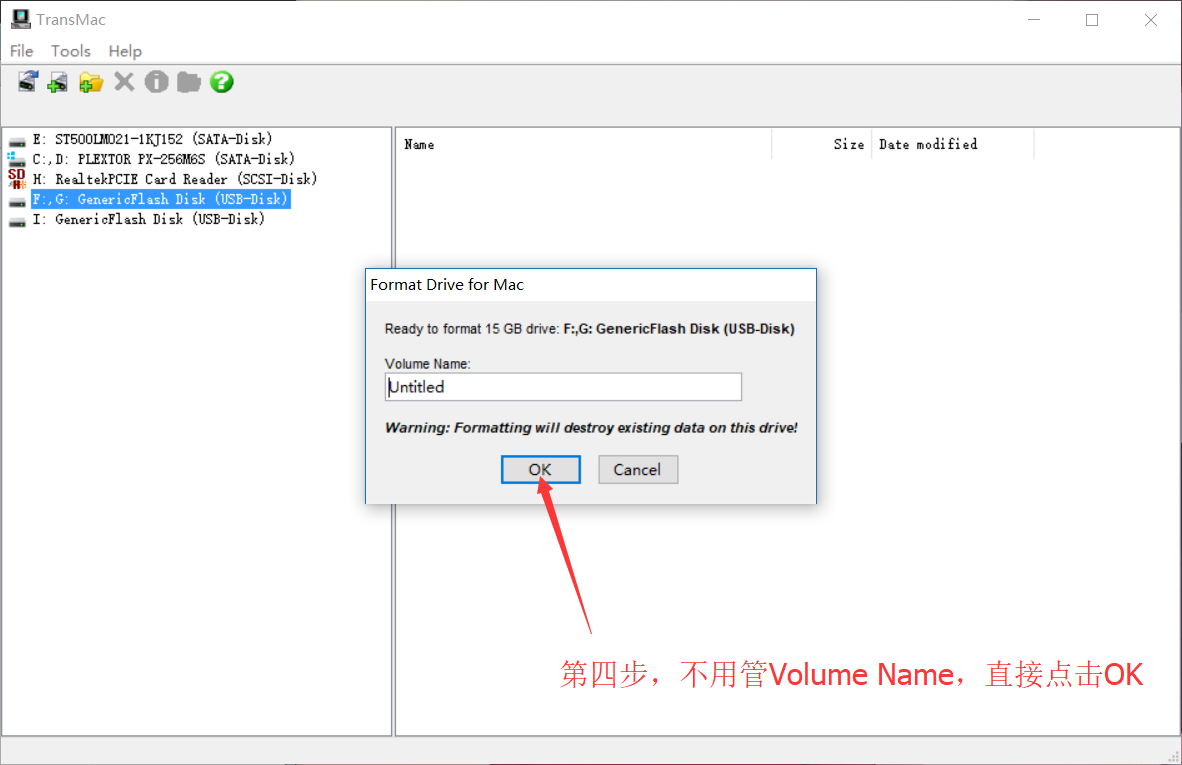 TransMac
File Tools Help
E: ST500LM021-1KJ152 (SATA-Disk)
C:,D: PLEXTOR PX-256M6S (SATA-Disk)
H: RealtekPCIE Card Reader (SCSI-Disk)
F:,G: GenericFlash Disk (USB-Disk)
I: GenericFlash Disk (USB-Disk)
Name Size Date modified
Format Drive for Mac
Ready to format 15 GB drive: F:,G: GenericFlash Disk (USB-Disk)
Volume Name:
Untitled
Warning: Formatting will destroy existing data on this drive!
OK Cancel
第四步，不用管Volume Name，直接点击OK